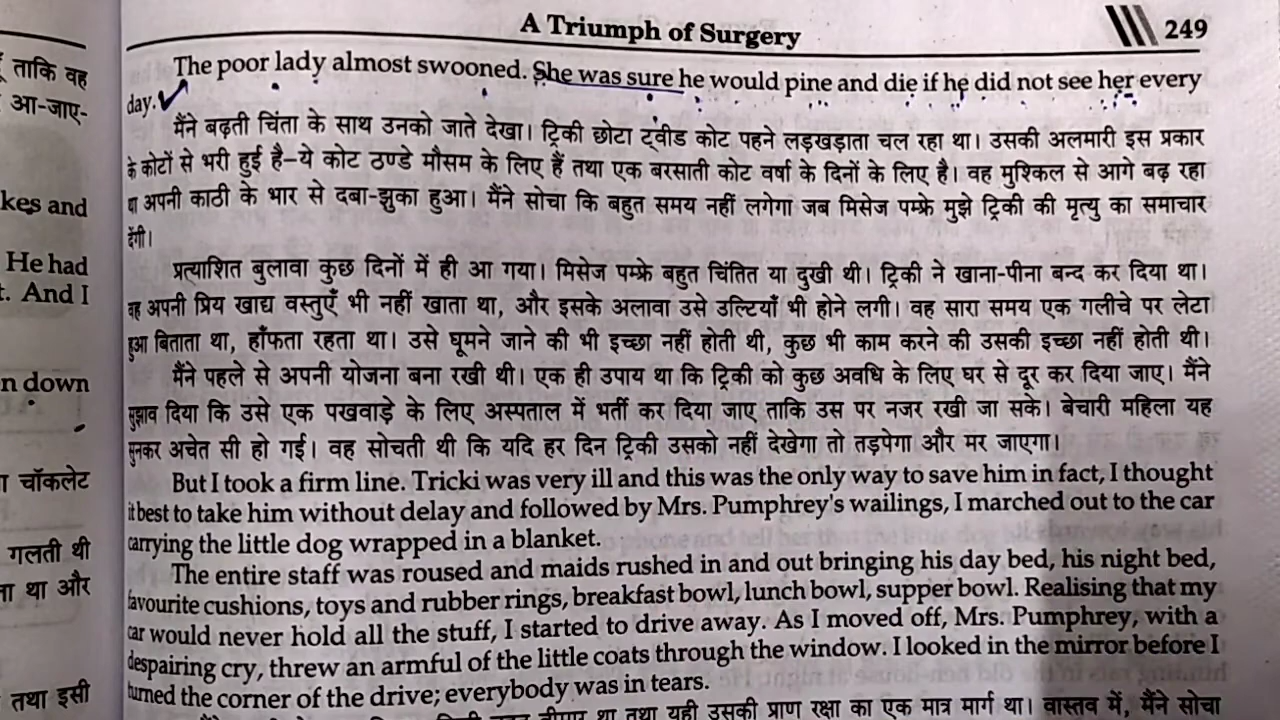 A Triumph of Surgery 249
ताकि वह
आ-जाए-
kes and
He had
t. And I
n down
चॉकलेट
गलती थी
था और
तथा इसी
The poor lady almost swooned. She was sure he would pine and die if he did not see her every
day.
मैंने बढ़ती चिंता के साथ उनको जाते देखा। ट्रिकी छोटा ट्वीड कोट पहने लड़खड़ाता चल रहा था। उसकी अलमारी इस प्रकार
के कोटों से भरी हुई है–ये कोट ठण्डे मौसम के लिए हैं तथा एक बरसाती कोट वर्षा के दिनों के लिए है। वह मुश्किल से आगे बढ़ रहा
था अपनी काठी के भार से दबा-झुका हुआ। मैंने सोचा कि बहुत समय नहीं लगेगा जब मिसेज पम्फ्रे मुझे ट्रिकी की मृत्यु का समाचार
देंगी।
प्रत्याशित बुलावा कुछ दिनों में ही आ गया। मिसेज पम्फ्रे बहुत चिंतित या दुखी थी। ट्रिकी ने खाना-पीना बन्द कर दिया था।
वह अपनी प्रिय खाद्य वस्तुएँ भी नहीं खाता था, और इसके अलावा उसे उल्टियाँ भी होने लगी। वह सारा समय एक गलीचे पर लेटा
हुआ बिताता था, हाँफता रहता था। उसे घूमने जाने की भी इच्छा नहीं होती थी, कुछ भी काम करने की उसकी इच्छा नहीं होती थी।
मैंने पहले से अपनी योजना बना रखी थी। एक ही उपाय था कि ट्रिकी को कुछ अवधि के लिए घर से दूर कर दिया जाए। मैंने
सुझाव दिया कि उसे एक पखवाड़े के लिए अस्पताल में भर्ती कर दिया जाए ताकि उस पर नजर रखी जा सके। बेचारी महिला यह
सुनकर अचेत सी हो गई। वह सोचती थी कि यदि हर दिन ट्रिकी उसको नहीं देखेगा तो तड़पेगा और मर जाएगा।
But I took a firm line. Tricki was very ill and this was the only way to save him in fact, I thought
it best to take him without delay and followed by Mrs. Pumphrey's wailings, I marched out to the car
carrying the little dog wrapped in a blanket.
The entire staff was roused and maids rushed in and out bringing his day bed, his night bed,
favourite cushions, toys and rubber rings, breakfast bowl, lunch bowl, supper bowl. Realising that my
car would never hold all the stuff, I started to drive away. As I moved off, Mrs. Pumphrey, with a
despairing cry, threw an armful of the little coats through the window. I looked in the mirror before I
turned the corner of the drive; everybody was in tears.
था तथा यही उसकी प्राण रक्षा का एक मात्र मार्ग था। वास्तव में, मैंने सोचा